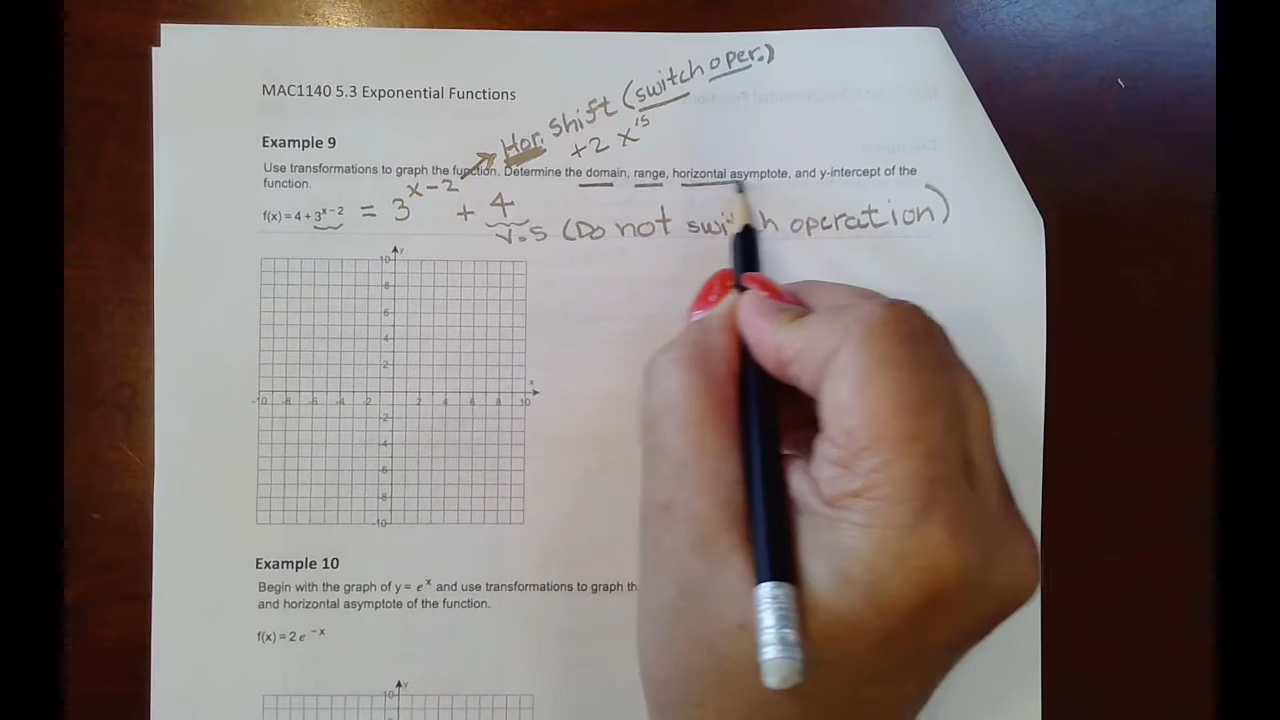 MAC1140 5.3 Exponential Functions
Hor. Shift (switch oper.)
+2 x's
Example 9
Use transformations to graph the function. Determine the domain, range, horizontal asymptote, and y-intercept of the
function.
f(x) = 4 + 3^x−2 = 3^x−2 + 4
V.S (Do not switch operation)
y
10
8
6
4
2
x
-10 -8 -6 -4 -2 2 4 6 8 10
-2
-4
-6
-8
-10
Example 10
Begin with the graph of y = e^x and use transformations to graph th
and horizontal asymptote of the function.
f(x) = 2 e^−x
y
10